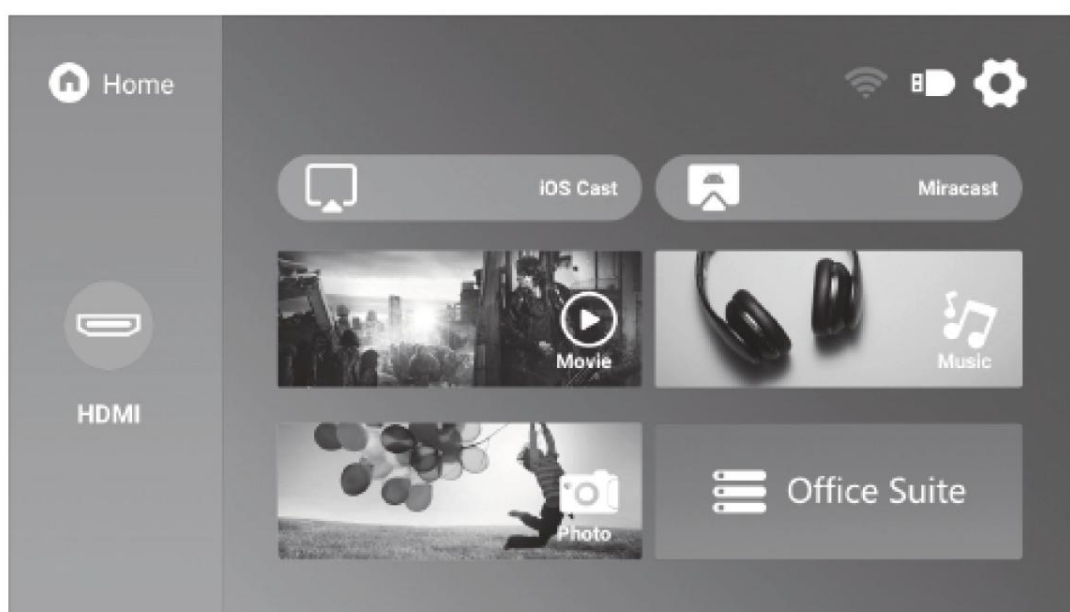 Home
iOS Cast
Miracast
Movie
Music
HDMI
Photo
Office Suite